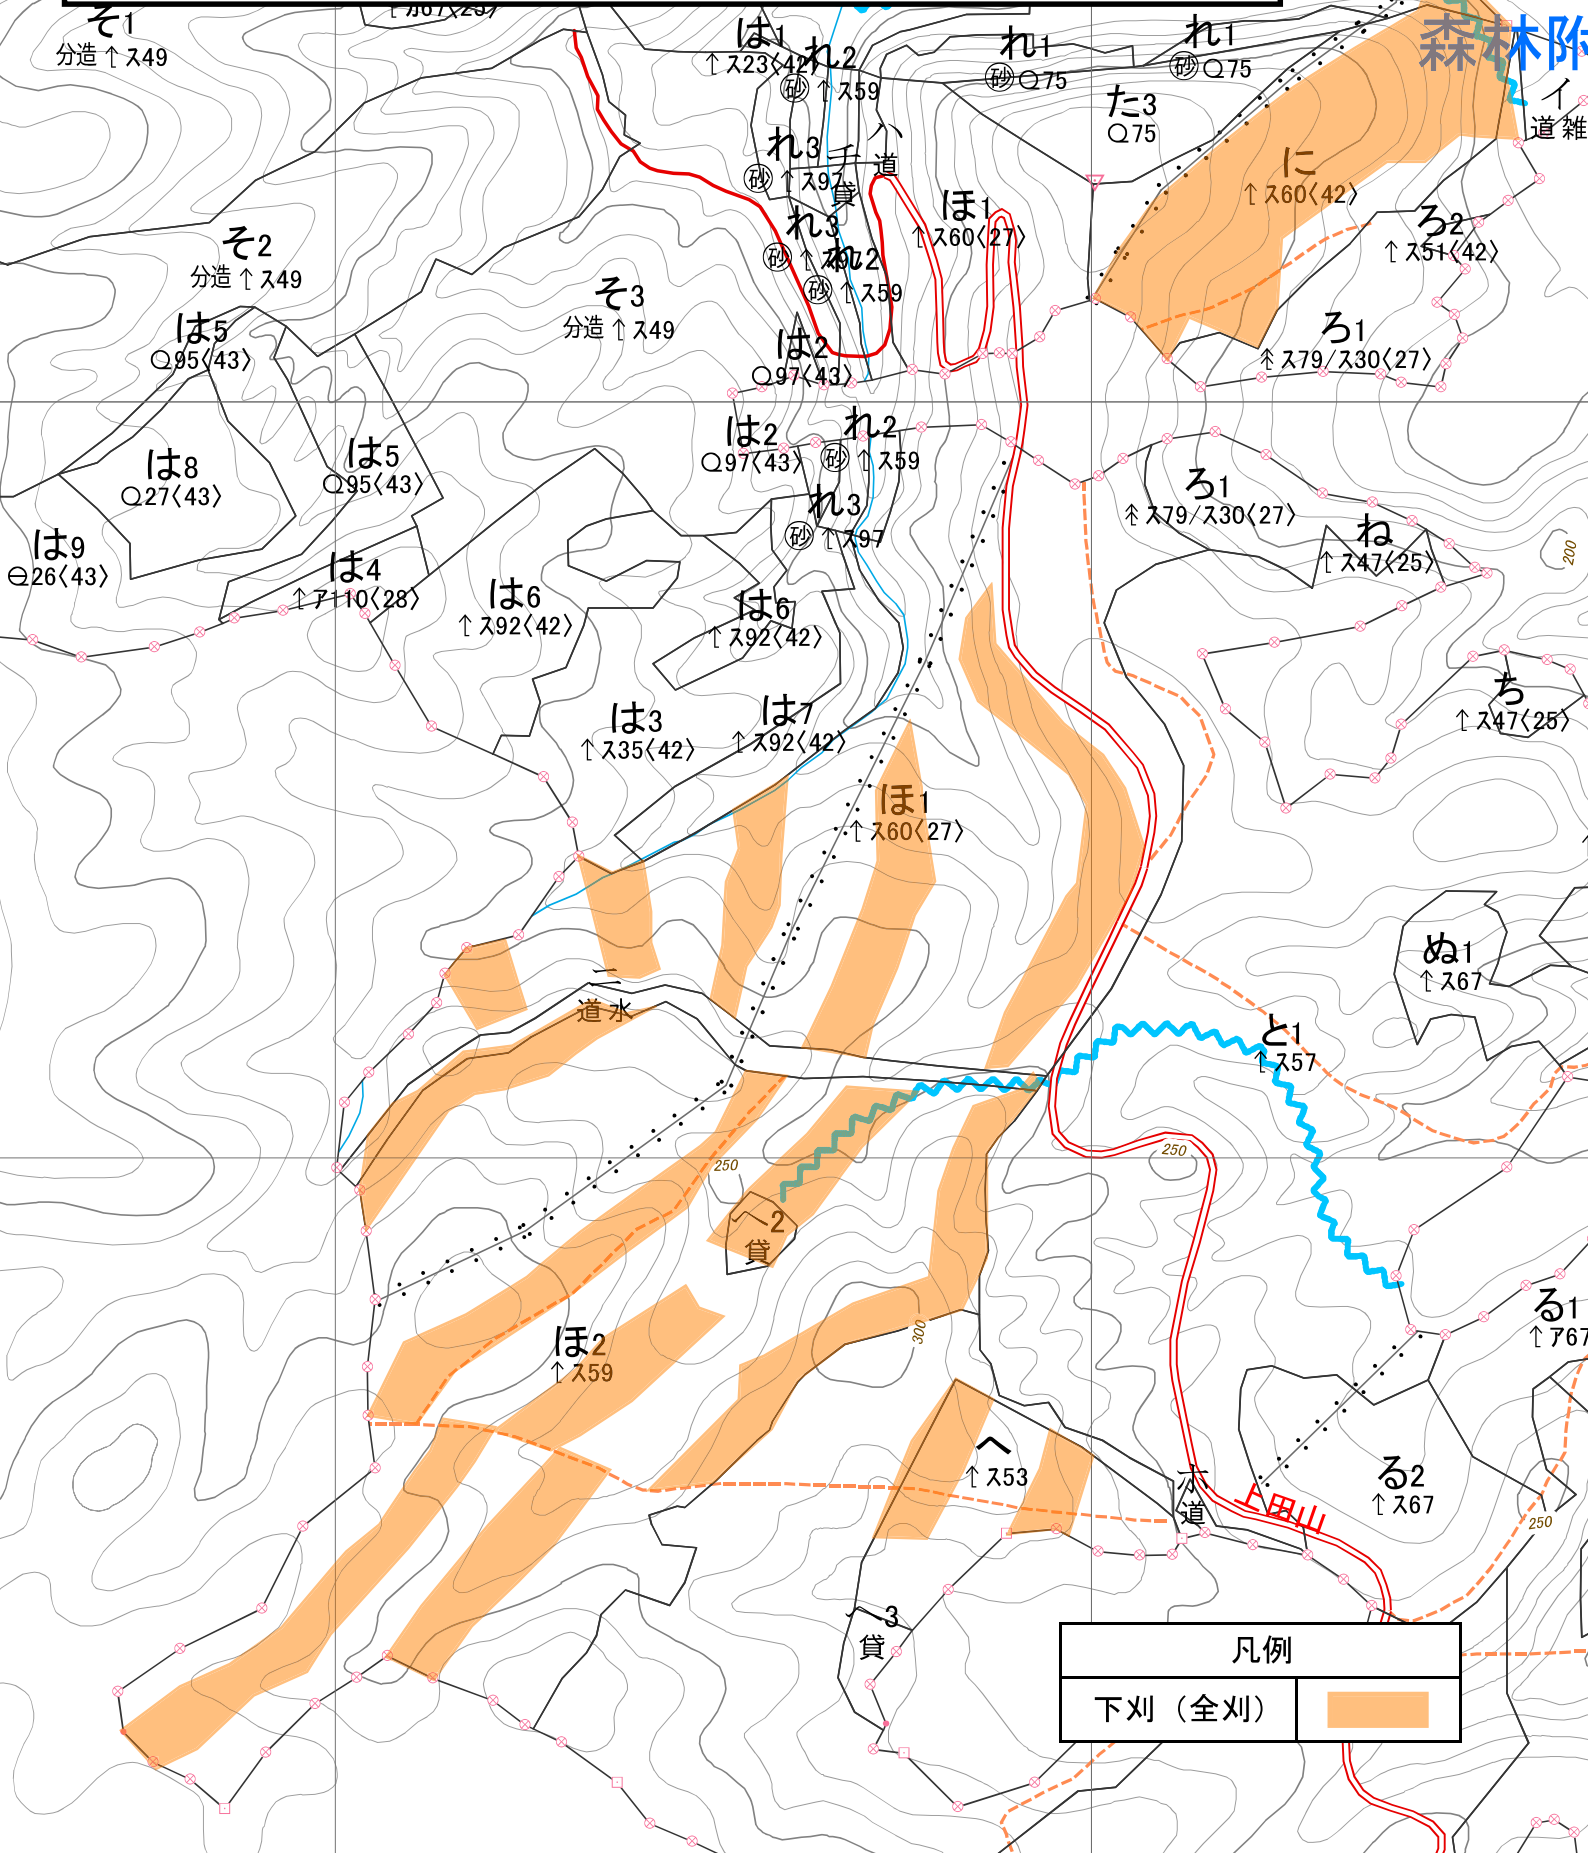 そ1
分造 ↑ス49
は1
↑ス23〈42〉
れ2
砂 ↑ス59
れ1
砂 Q75
れ1
砂 Q75
森林附
イ
道 雑
た3
Q75
ハ
道
れ3
砂 ↑ス97
チ
貸
に
↑ス60〈42〉
ほ1
↑ス60〈27〉
ろ2
↑ス51〈42〉
そ2
分造 ↑ス49
れ3
砂
れ2
砂 ↑ス59
そ3
分造 ↑ス49
は5
Q95〈43〉
は2
Q97〈43〉
ろ1
ス79/ス30〈27〉
は8
Q27〈43〉
は5
Q95〈43〉
は2
Q97〈43〉
れ2
砂 ↑ス59
れ3
砂 ↑ス97
ろ1
ス79/ス30〈27〉
ね
↑ス47〈25〉
200
は9
26〈43〉
は4
↑ア110〈28〉
は6
↑ス92〈42〉
は6
↑ス92〈42〉
は3
↑ス35〈42〉
は7
↑ス92〈42〉
ち
↑ス47〈25〉
ほ1
↑ス60〈27〉
ぬ1
↑ス67
ニ
道 水
と1
↑ス57
250
250
へ2
貸
300
る1
↑ア67
ほ2
↑ス59
へ
↑ス53
ホ
道
上田山
る2
↑ス67
250
へ3
貸
凡例
下刈（全刈）